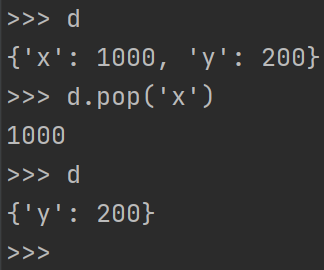 >>> d
{'x': 1000, 'y': 200}
>>> d.pop('x')
1000
>>> d
{'y': 200}
>>>